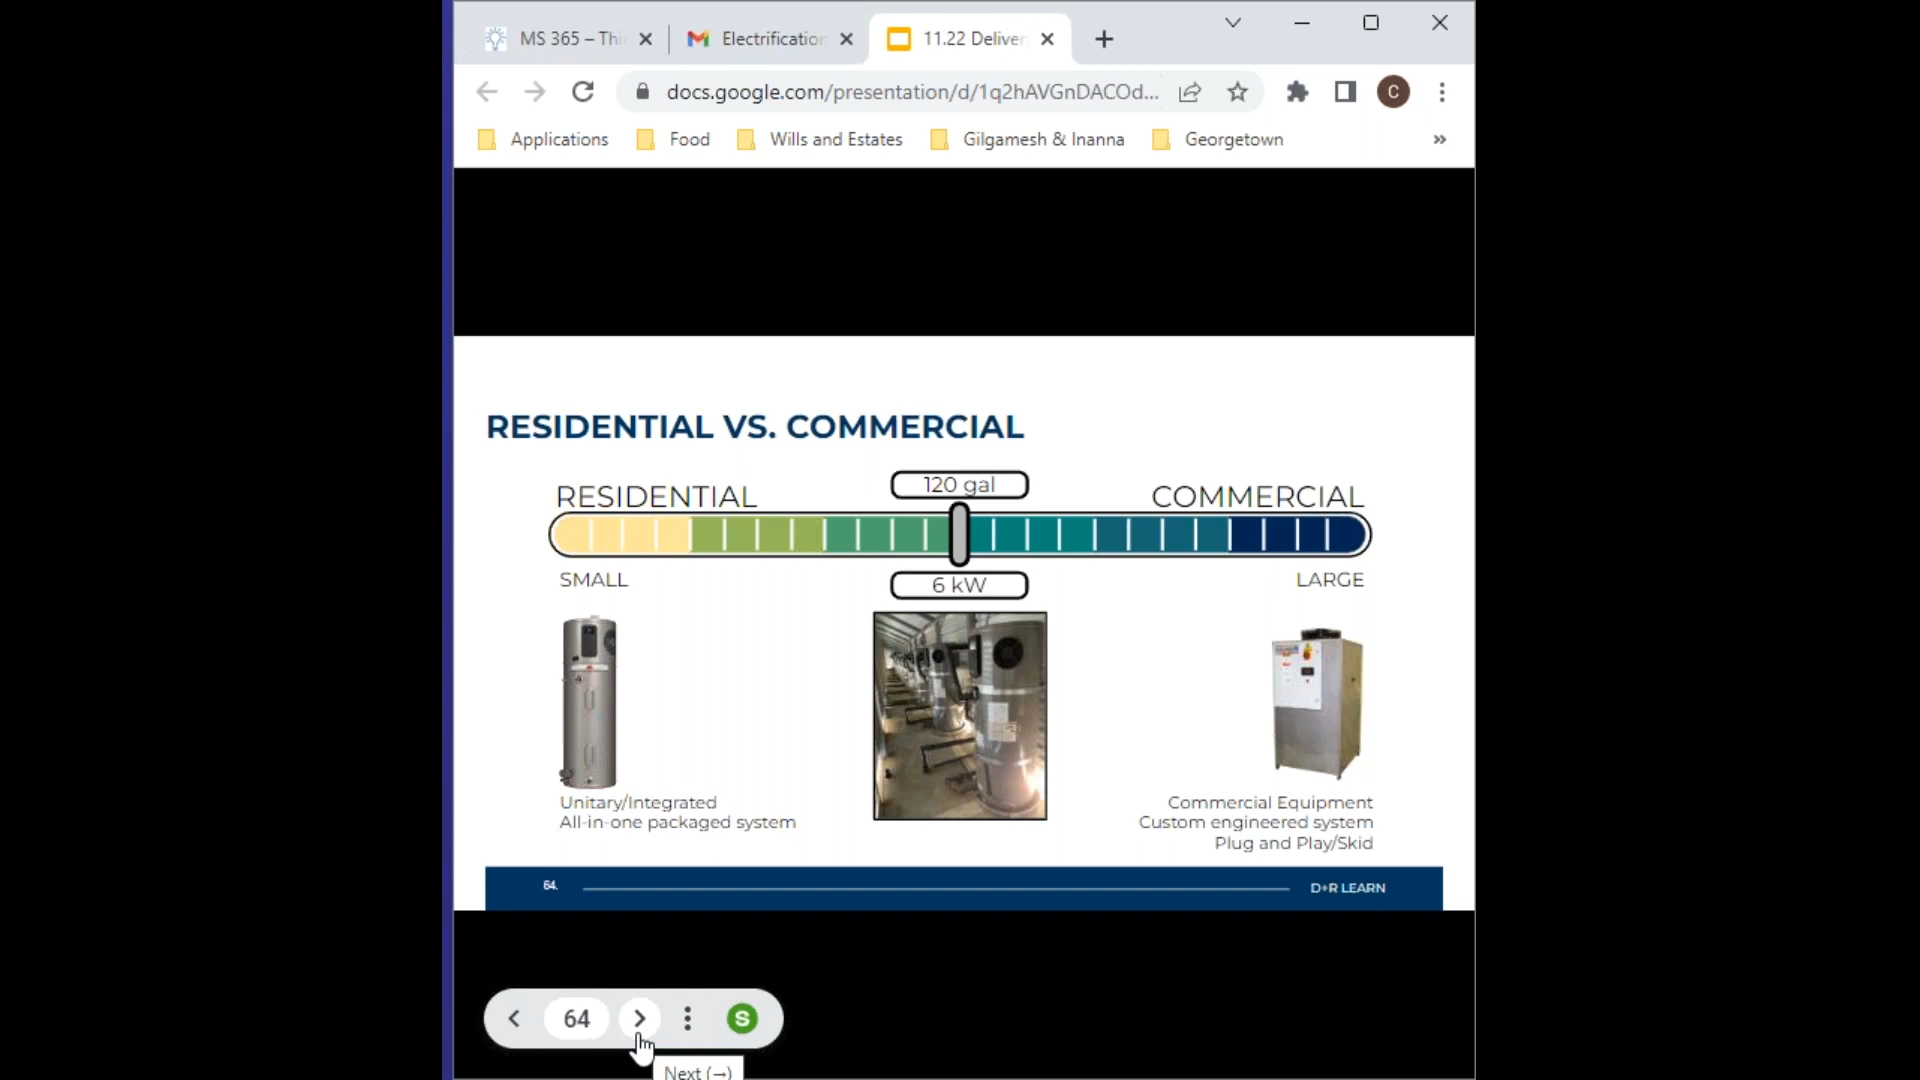 MS 365 – Thi
Electrification
11.22 Deliver
docs.google.com/presentation/d/1q2hAVGnDACOd...
C
Applications
Food
Wills and Estates
Gilgamesh & Inanna
Georgetown
»
RESIDENTIAL VS. COMMERCIAL
RESIDENTIAL
120 gal
COMMERCIAL
SMALL
6 kW
LARGE
Unitary/Integrated
All-in-one packaged system
Commercial Equipment
Custom engineered system
Plug and Play/Skid
64.
D+R LEARN
64
S
Next (→)